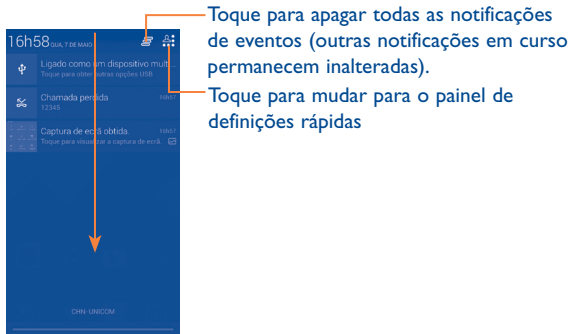 Toque para apagar todas as notificações
de eventos (outras notificações em curso
permanecem inalteradas).
Toque para mudar para o painel de
definições rápidas
16h58 QUA, 7 DE MAIO
Ligado como um dispositivo mult...
Toque para obter outras opções USB
Chamada perdida 16h57
12345
Captura de ecrã obtida. 16h57
Toque para visualizar a captura de ecrã.
CHN-UNICOM